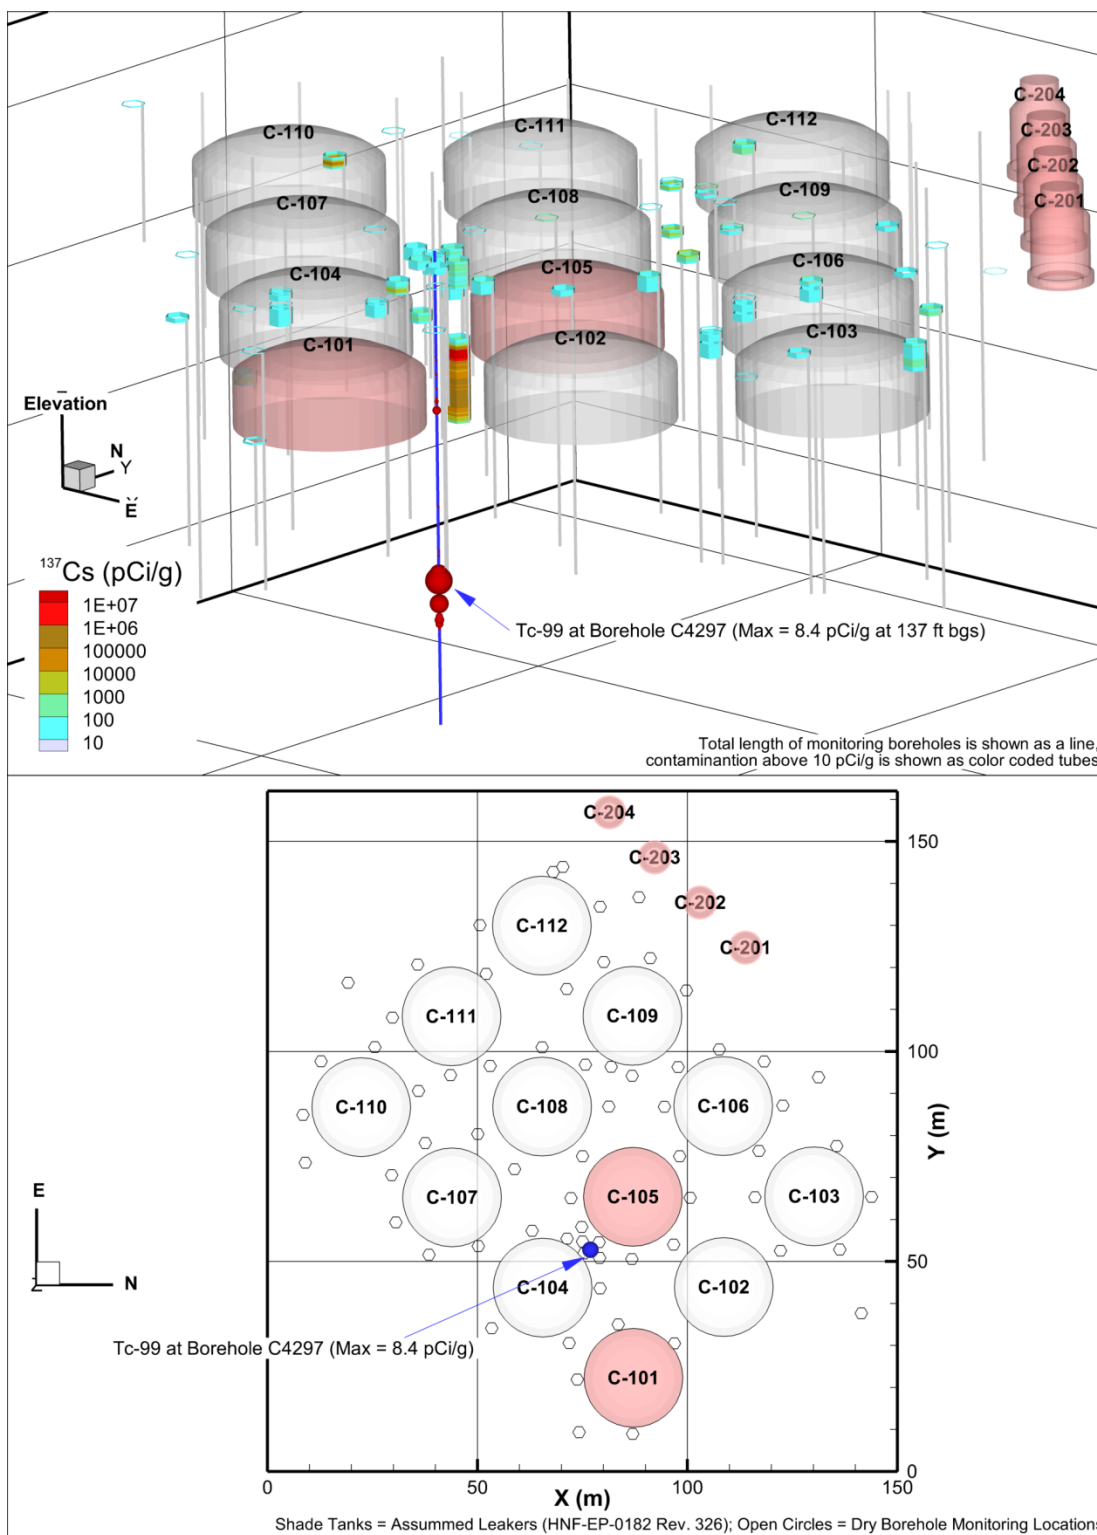 C-204
C-110
C-111
C-112
C-203
C-202
C-107
C-108
C-109
C-201
C-104
C-105
C-106
C-101
C-102
C-103
Elevation
N
Y
E
137Cs (pCi/g)
1E+07
1E+06
100000
10000
1000
100
10
Tc-99 at Borehole C4297 (Max = 8.4 pCi/g at 137 ft bgs)
Total length of monitoring boreholes is shown as a line,
contaminantion above 10 pCi/g is shown as color coded tubes
C-204
150
C-203
C-202
C-112
C-201
C-111
C-109
100
C-110
C-108
C-106
Y (m)
E
C-107
C-105
C-103
N
Z
50
C-104
C-102
Tc-99 at Borehole C4297 (Max = 8.4 pCi/g)
C-101
0
0
50
100
150
X (m)
Shade Tanks = Assummed Leakers (HNF-EP-0182 Rev. 326); Open Circles = Dry Borehole Monitoring Locations